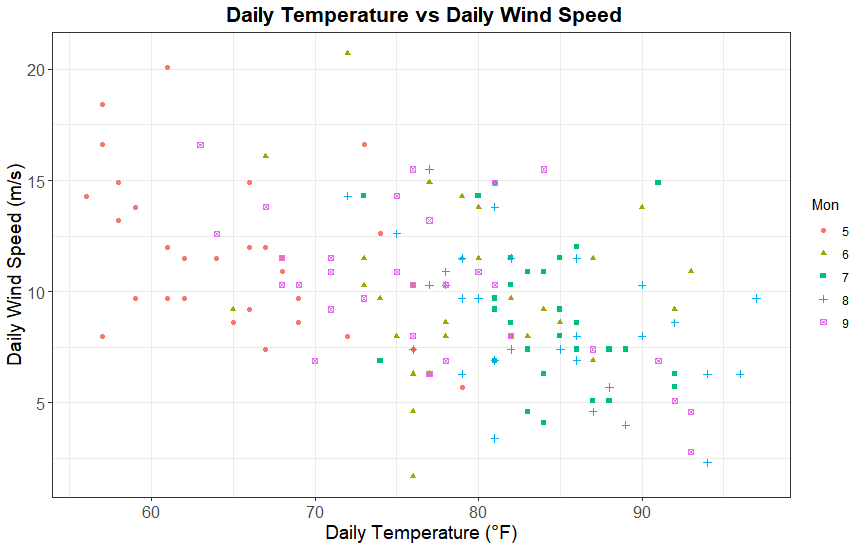 Daily Temperature vs Daily Wind Speed
20
15
10
5
Daily Wind Speed (m/s)
60 70 80 90
Daily Temperature (°F)
Mon
5
6
7
8
9